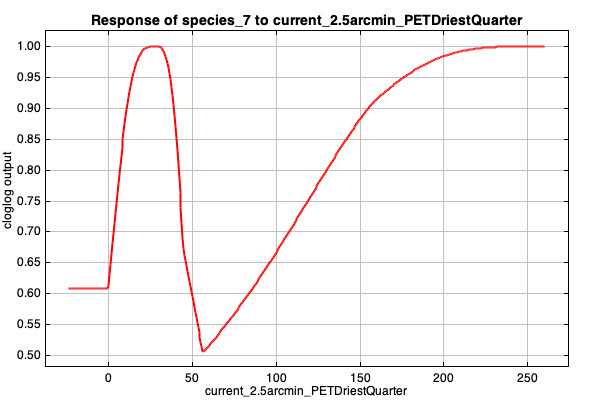 Response of species_7 to current_2.5arcmin_PETDriestQuarter
cloglog output
1.00
0.95
0.90
0.85
0.80
0.75
0.70
0.65
0.60
0.55
0.50
0 50 100 150 200 250
current_2.5arcmin_PETDriestQuarter